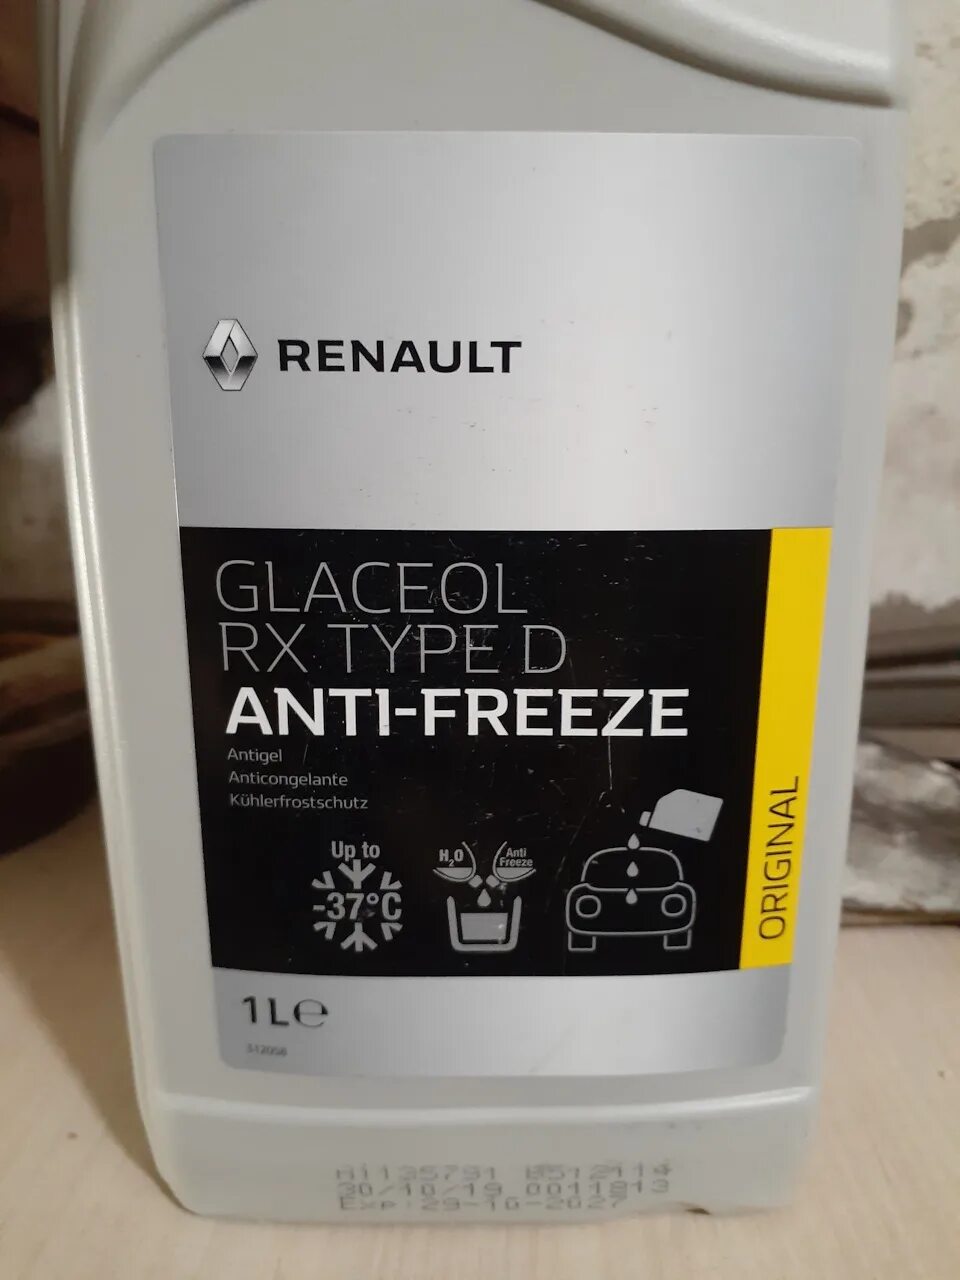 RENAULT
GLACEOL
RX TYPE D
ANTI-FREEZE
Antigel
Anticongelante
Kühlerfrostschutz
Up to
-37°C
H₂O
Anti
Freeze
ORIGINAL
1L℮